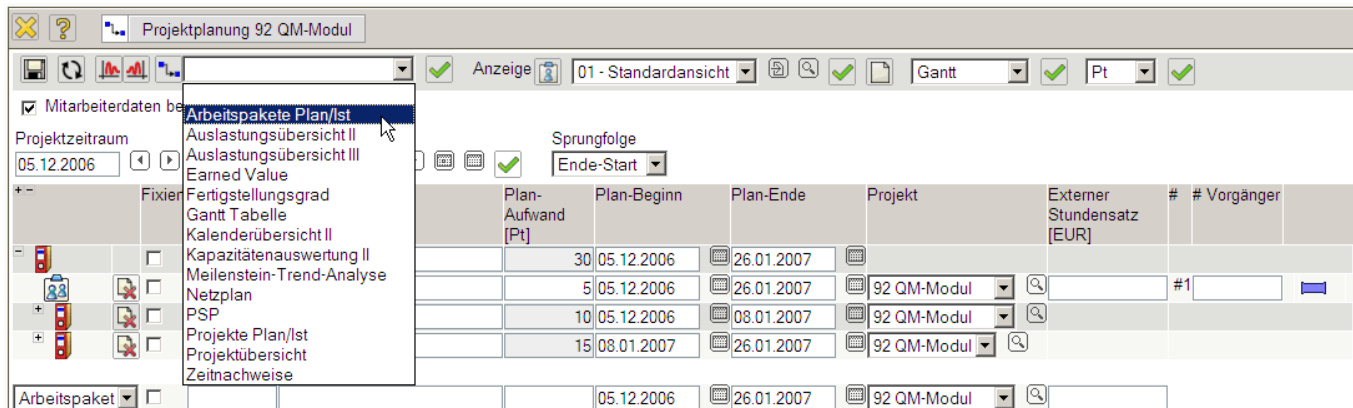 Projektplanung 92 QM-Modul
Anzeige 01 - Standardansicht Gantt Pt
Mitarbeiterdaten be
Arbeitspakete Plan/Ist
Auslastungsübersicht II
Auslastungsübersicht III
Earned Value
Fertigstellungsgrad
Gantt Tabelle
Kalenderübersicht II
Kapazitätenauswertung II
Meilenstein-Trend-Analyse
Netzplan
PSP
Projekte Plan/Ist
Projektübersicht
Zeitnachweise
Projektzeitraum Sprungfolge
05.12.2006 Ende-Start
+ - Fixier Plan- Plan-Beginn Plan-Ende Projekt Externer # # Vorgänger
Aufwand Stundensatz
[Pt] [EUR]
- 30 05.12.2006 26.01.2007
5 05.12.2006 26.01.2007 92 QM-Modul #1
+ 10 05.12.2006 08.01.2007 92 QM-Modul
+ 15 08.01.2007 26.01.2007 92 QM-Modul
Arbeitspaket 05.12.2006 26.01.2007 92 QM-Modul